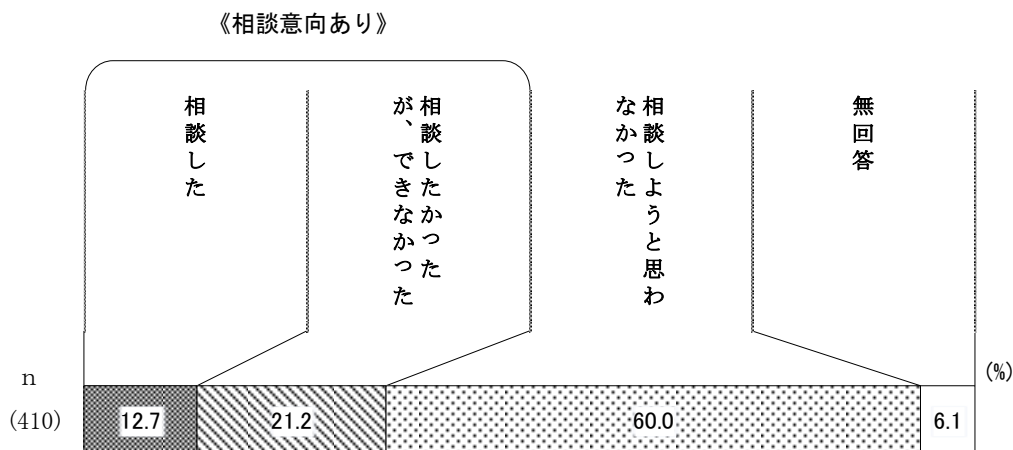 《相談意向あり》
相談した
相談したかった
が、できなかった
相談しようと思わ
なかった
無回答
(%)
n
(410)
12.7
21.2
60.0
6.1